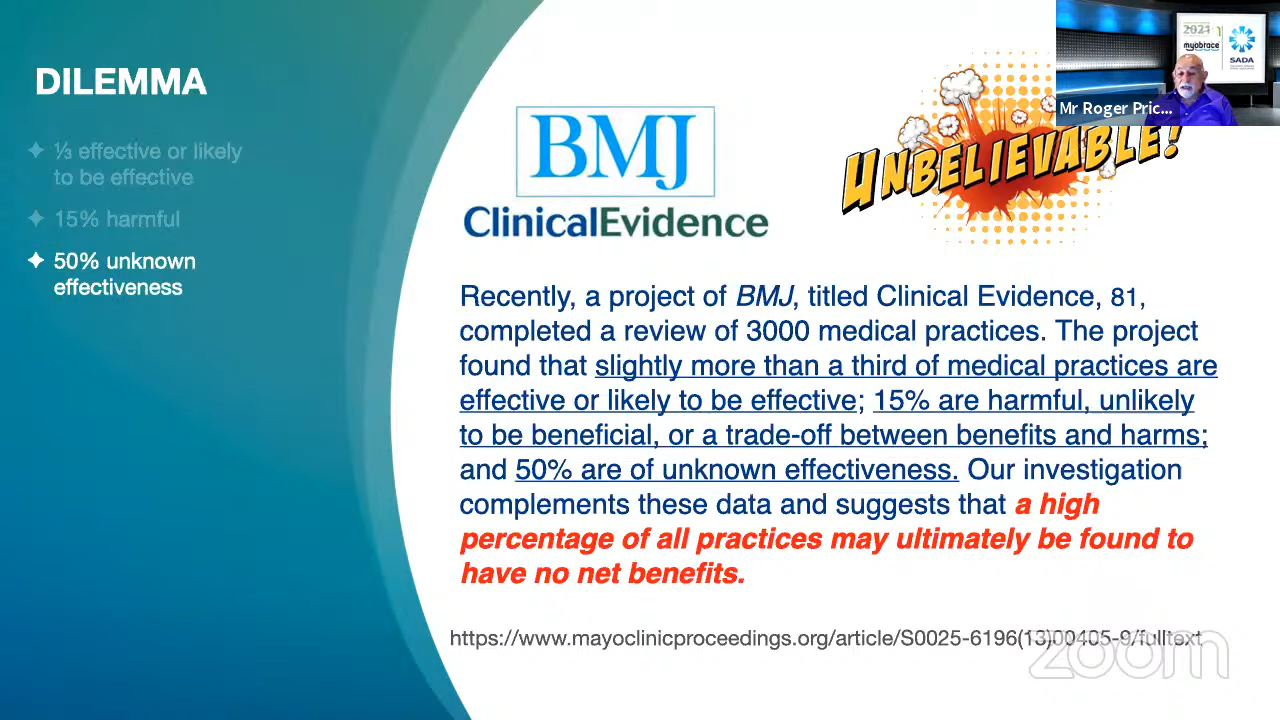 DILEMMA
✦ ⅓ effective or likely
to be effective
✦ 15% harmful
✦ 50% unknown
effectiveness
BMJ
ClinicalEvidence
UNBELIEVABLE!
2021
myobrace
SADA
Mr Roger Pric...
Recently, a project of BMJ, titled Clinical Evidence, 81,
completed a review of 3000 medical practices. The project
found that slightly more than a third of medical practices are
effective or likely to be effective; 15% are harmful, unlikely
to be beneficial, or a trade-off between benefits and harms;
and 50% are of unknown effectiveness. Our investigation
complements these data and suggests that a high
percentage of all practices may ultimately be found to
have no net benefits.
https://www.mayoclinicproceedings.org/article/S0025-6196(13)00405-9/fulltext
zoom